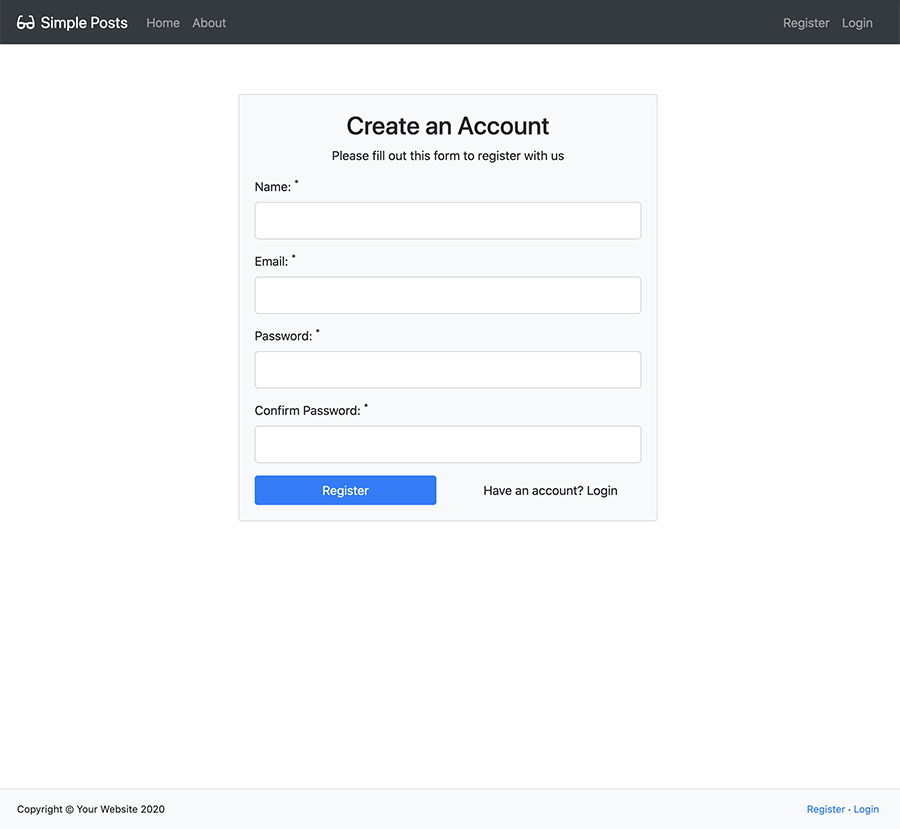 Simple Posts Home About Register Login
Create an Account
Please fill out this form to register with us
Name: *
Email: *
Password: *
Confirm Password: *
Register Have an account? Login
Copyright © Your Website 2020 Register · Login